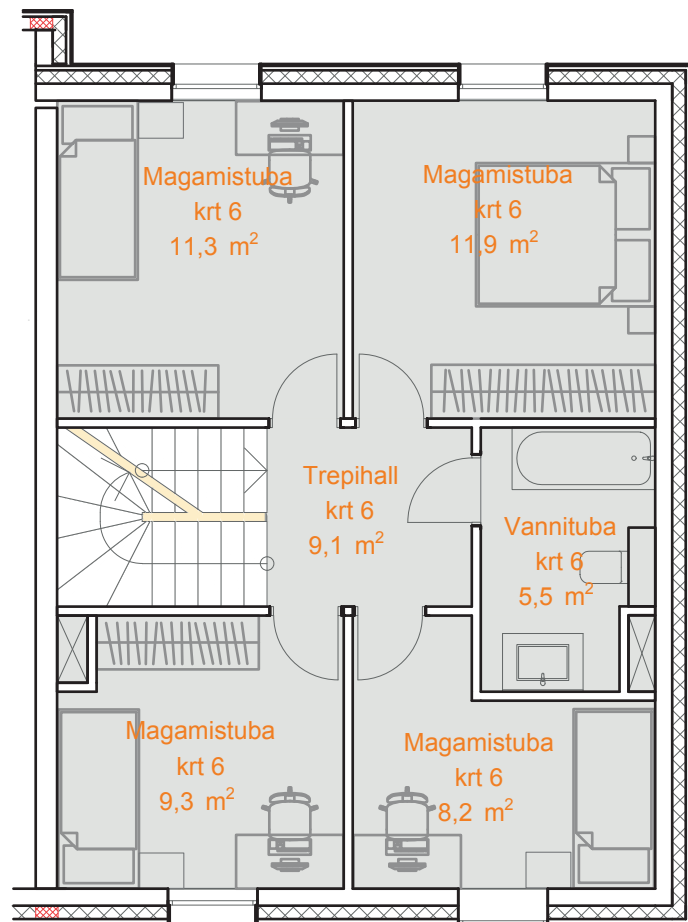 Magamistuba
krt 6
11,3 m²
Magamistuba
krt 6
11,9 m²
Trepihall
krt 6
9,1 m²
Vannituba
krt 6
5,5 m²
Magamistuba
krt 6
9,3 m²
Magamistuba
krt 6
8,2 m²